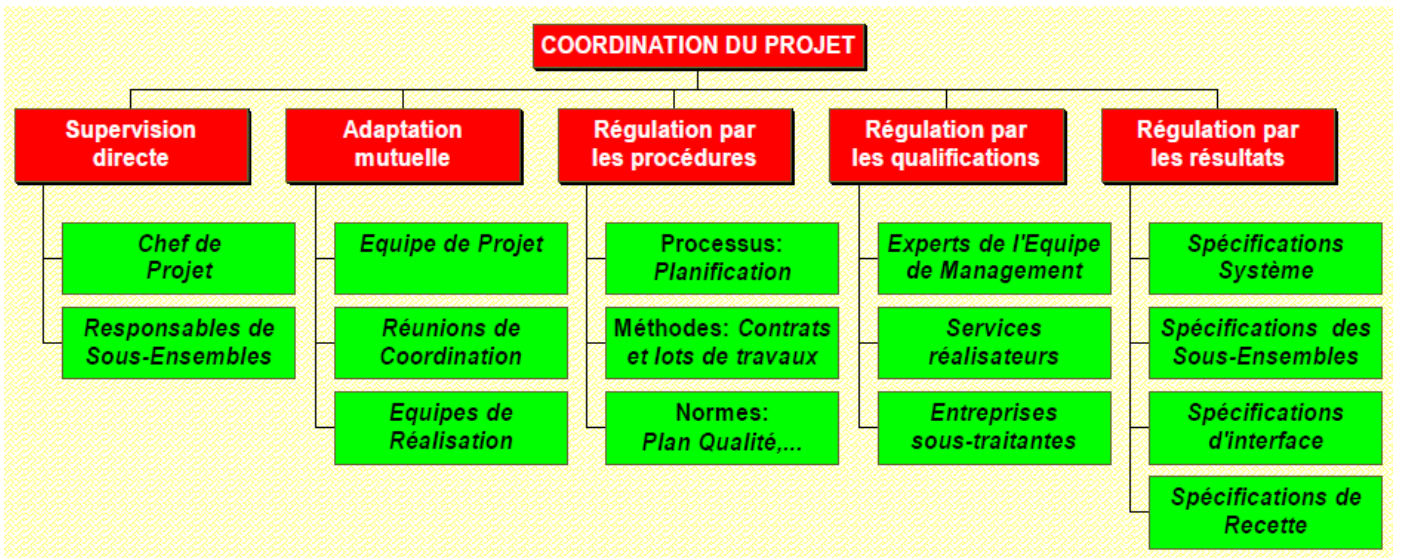 COORDINATION DU PROJET
Supervision
directe
Chef de
Projet
Responsables de
Sous-Ensembles
Adaptation
mutuelle
Equipe de Projet
Réunions de
Coordination
Equipes de
Réalisation
Régulation par
les procédures
Processus:
Planification
Méthodes: Contrats
et lots de travaux
Normes:
Plan Qualité,...
Régulation par
les qualifications
Experts de l'Equipe
de Management
Services
réalisateurs
Entreprises
sous-traitantes
Régulation par
les résultats
Spécifications
Système
Spécifications des
Sous-Ensembles
Spécifications
d'interface
Spécifications de
Recette